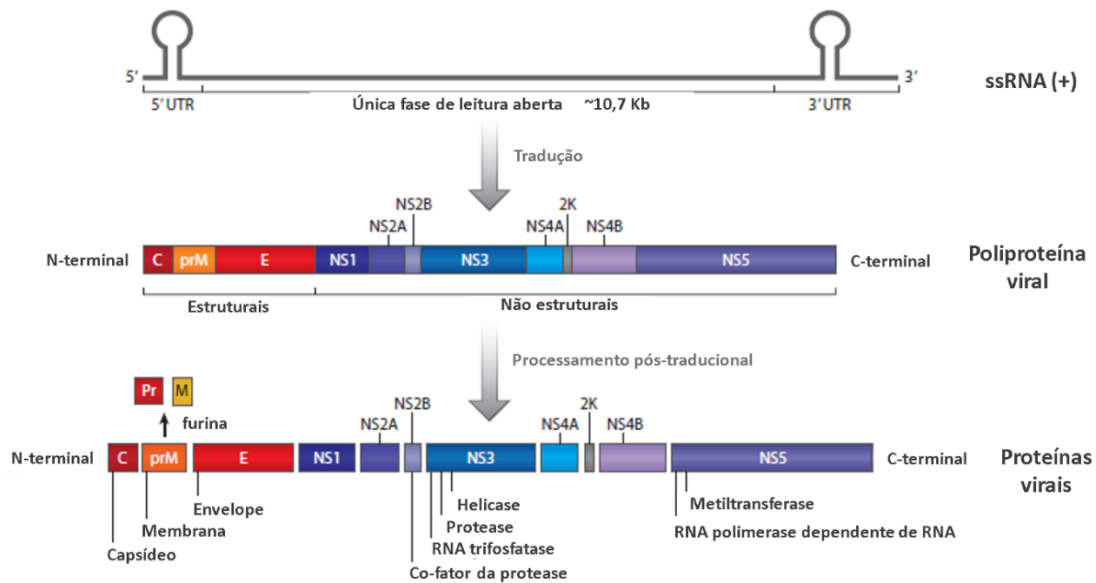 5' 3'
5' UTR Única fase de leitura aberta ~10,7 Kb 3' UTR
ssRNA (+)
Tradução
NS2B 2K
NS2A NS4A NS4B
N-terminal C prM E NS1 NS3 NS5 C-terminal
Poliproteína
viral
Estruturais Não estruturais
Processamento pós-traducional
Pr M
furina
NS2B 2K
NS2A NS4A NS4B
N-terminal C prM E NS1 NS3 NS5 C-terminal
Proteínas
virais
Envelope
Membrana
Capsídeo
Helicase
Protease
RNA trifosfatase
Co-fator da protease
Metiltransferase
RNA polimerase dependente de RNA